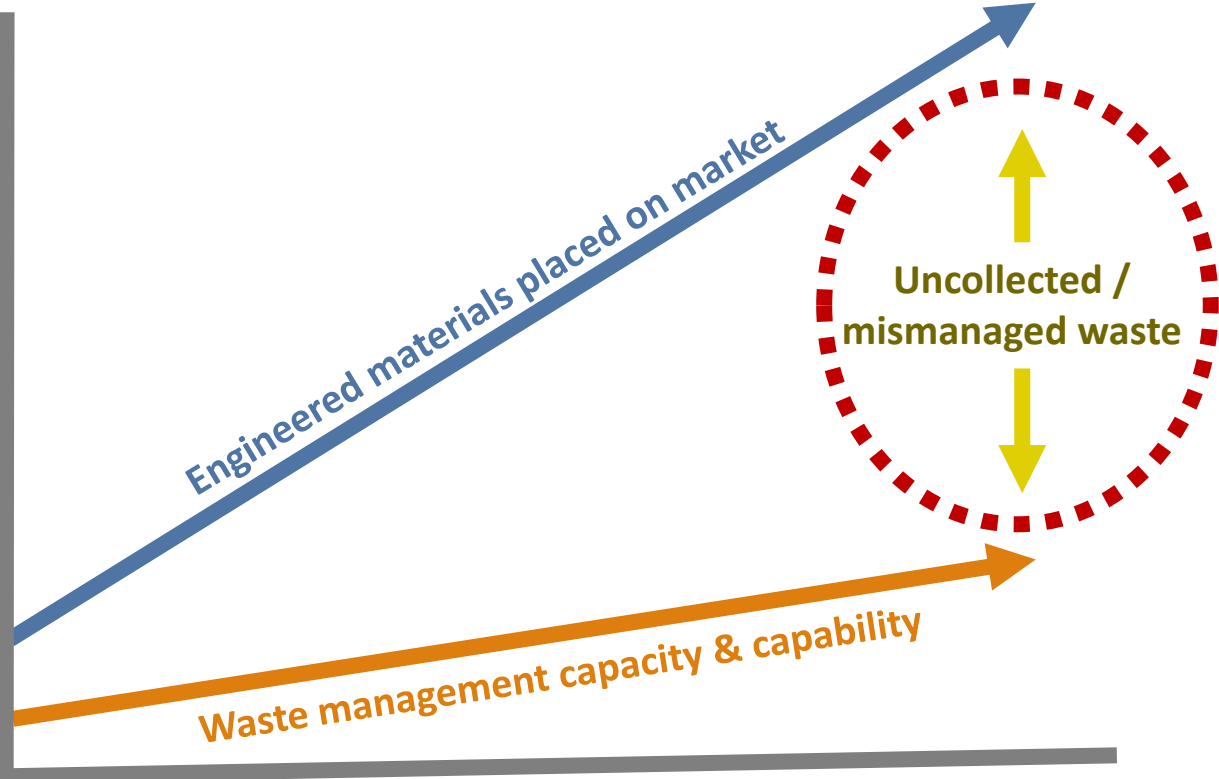 Engineered materials placed on market
Uncollected /
mismanaged waste
Waste management capacity & capability